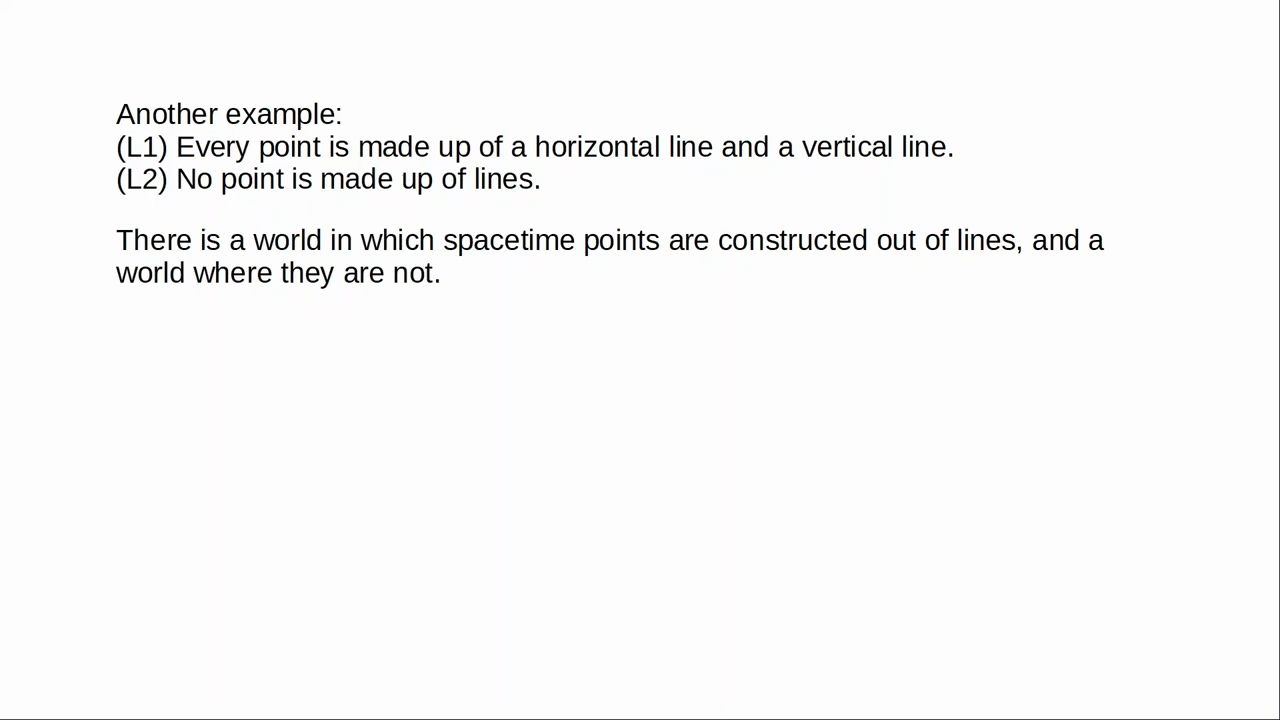 Another example:
(L1) Every point is made up of a horizontal line and a vertical line.
(L2) No point is made up of lines.
There is a world in which spacetime points are constructed out of lines, and a
world where they are not.